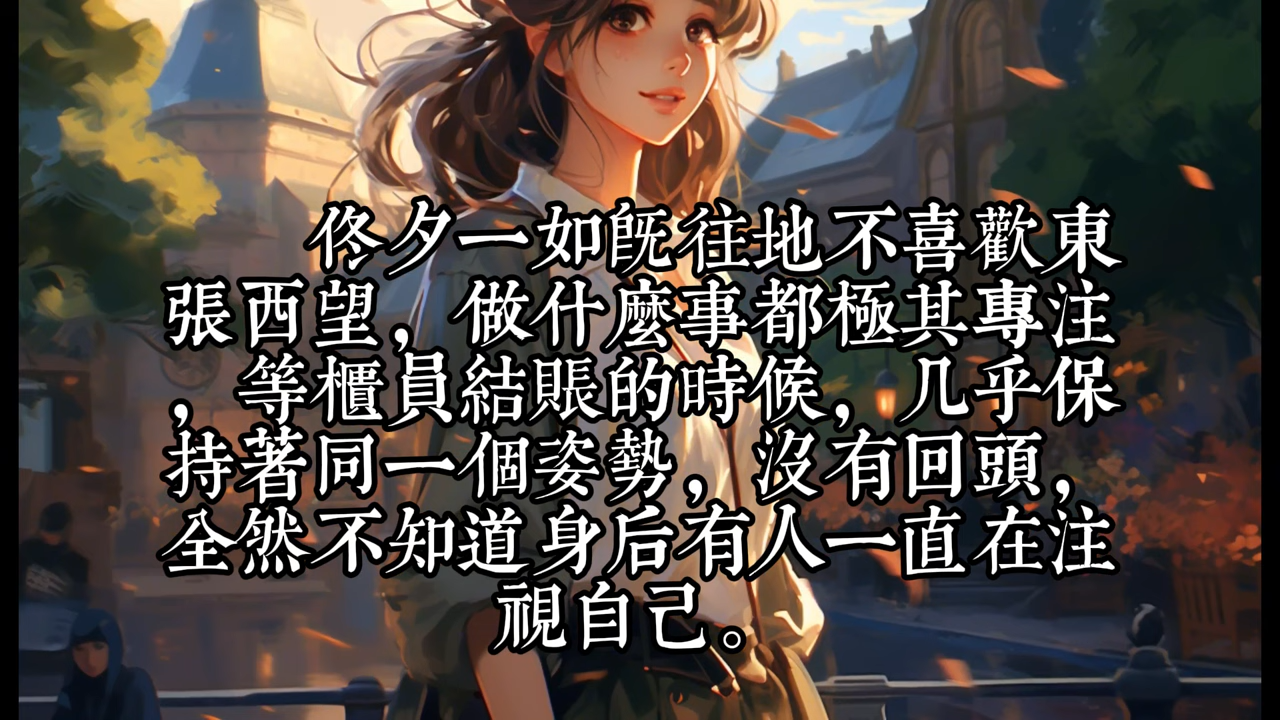 佟夕一如既往地不喜歡東
張西望，做什麼事都極其專注
，等櫃員結賬的時候，几乎保
持著同一個姿勢，沒有回頭，
全然不知道身后有人一直在注
視自己。